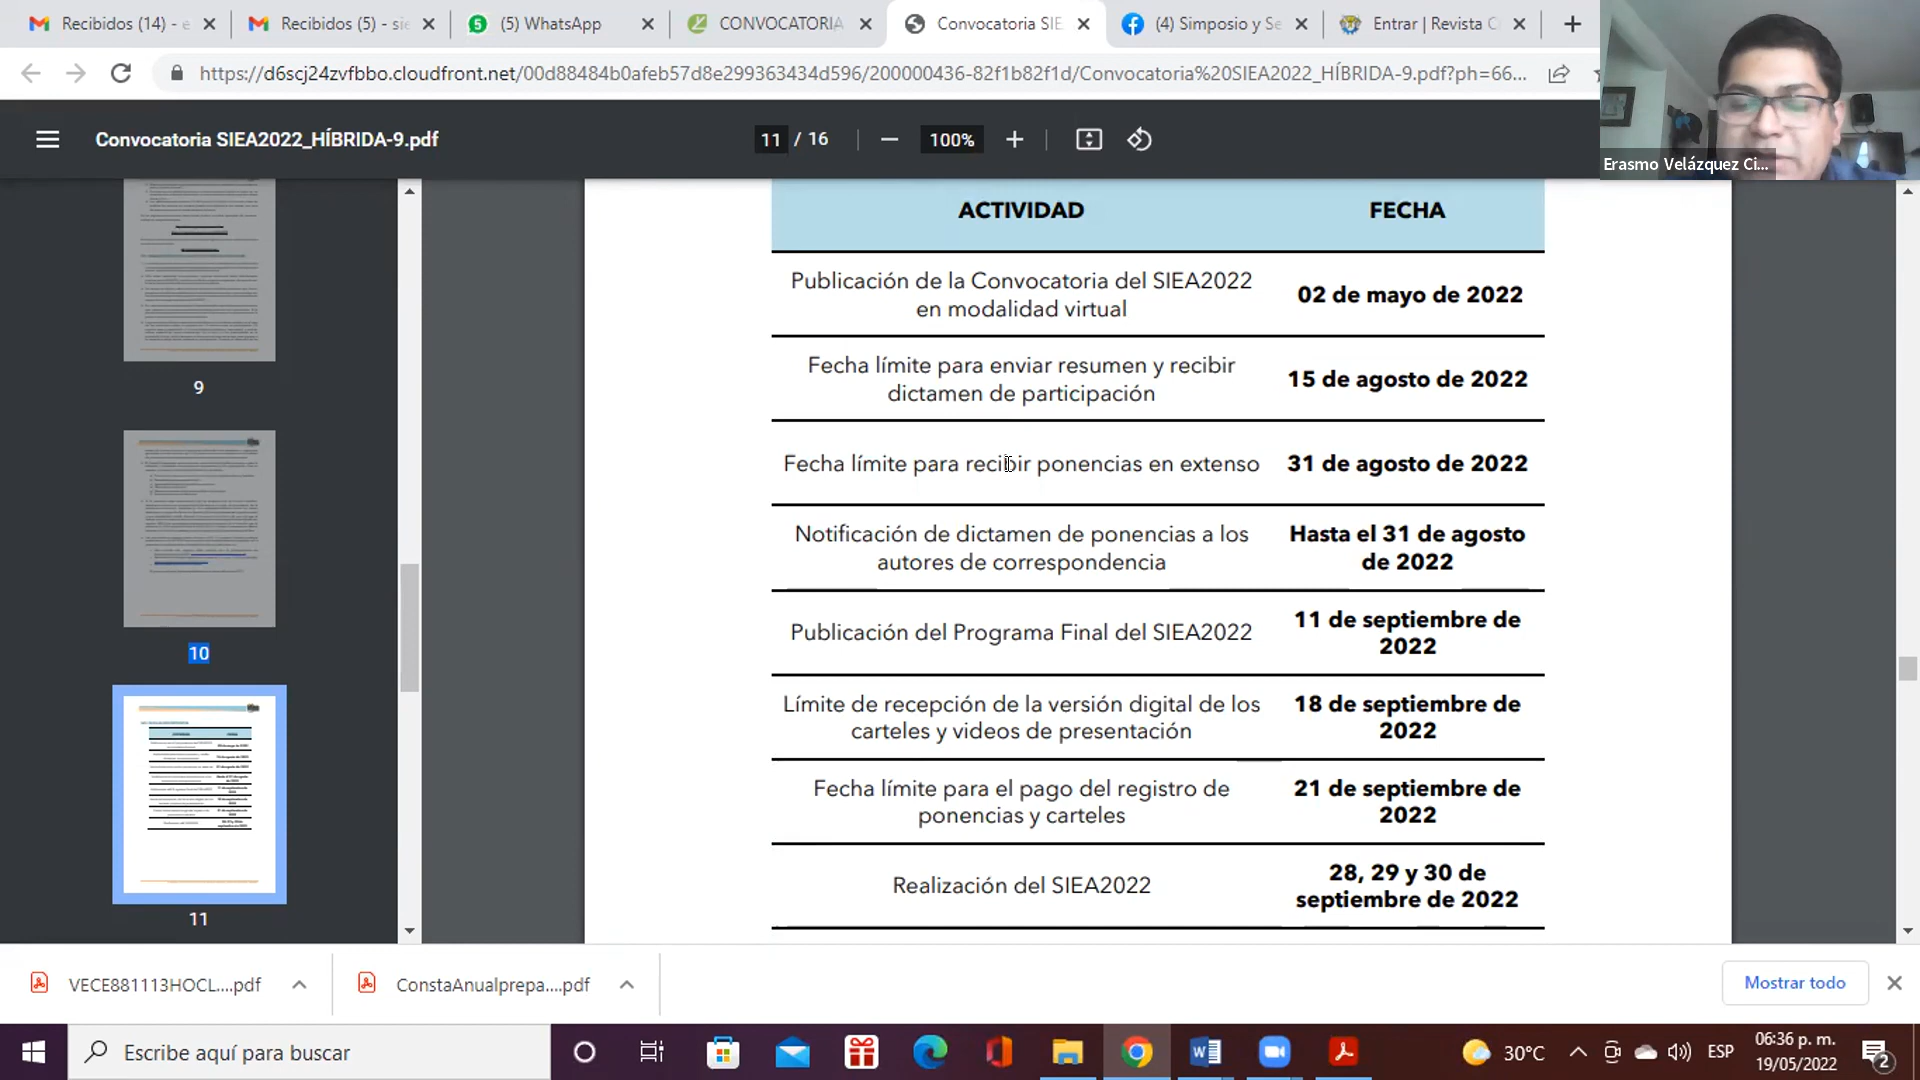 Recibidos (14) - e
Recibidos (5) - sie
(5) WhatsApp
CONVOCATORIA
Convocatoria SIE
(4) Simposio y Se
Entrar | Revista C
https://d6scj24zvfbbo.cloudfront.net/00d88484b0afeb57d8e299363434d596/200000436-82f1b82f1d/Convocatoria%20SIEA2022_HÍBRIDA-9.pdf?ph=66...
Erasmo Velázquez Ci...
Convocatoria SIEA2022_HÍBRIDA-9.pdf
11 / 16
100%
9
10
11
ACTIVIDAD FECHA
Publicación de la Convocatoria del SIEA2022
en modalidad virtual
02 de mayo de 2022
Fecha límite para enviar resumen y recibir
dictamen de participación
15 de agosto de 2022
Fecha límite para recibir ponencias en extenso
31 de agosto de 2022
Notificación de dictamen de ponencias a los
autores de correspondencia
Hasta el 31 de agosto
de 2022
Publicación del Programa Final del SIEA2022
11 de septiembre de
2022
Límite de recepción de la versión digital de los
carteles y videos de presentación
18 de septiembre de
2022
Fecha límite para el pago del registro de
ponencias y carteles
21 de septiembre de
2022
Realización del SIEA2022
28, 29 y 30 de
septiembre de 2022
VECE881113HOCL....pdf
ConstaAnualprepa....pdf
Mostrar todo
Escribe aquí para buscar
30°C
ESP
06:36 p. m.
19/05/2022
2